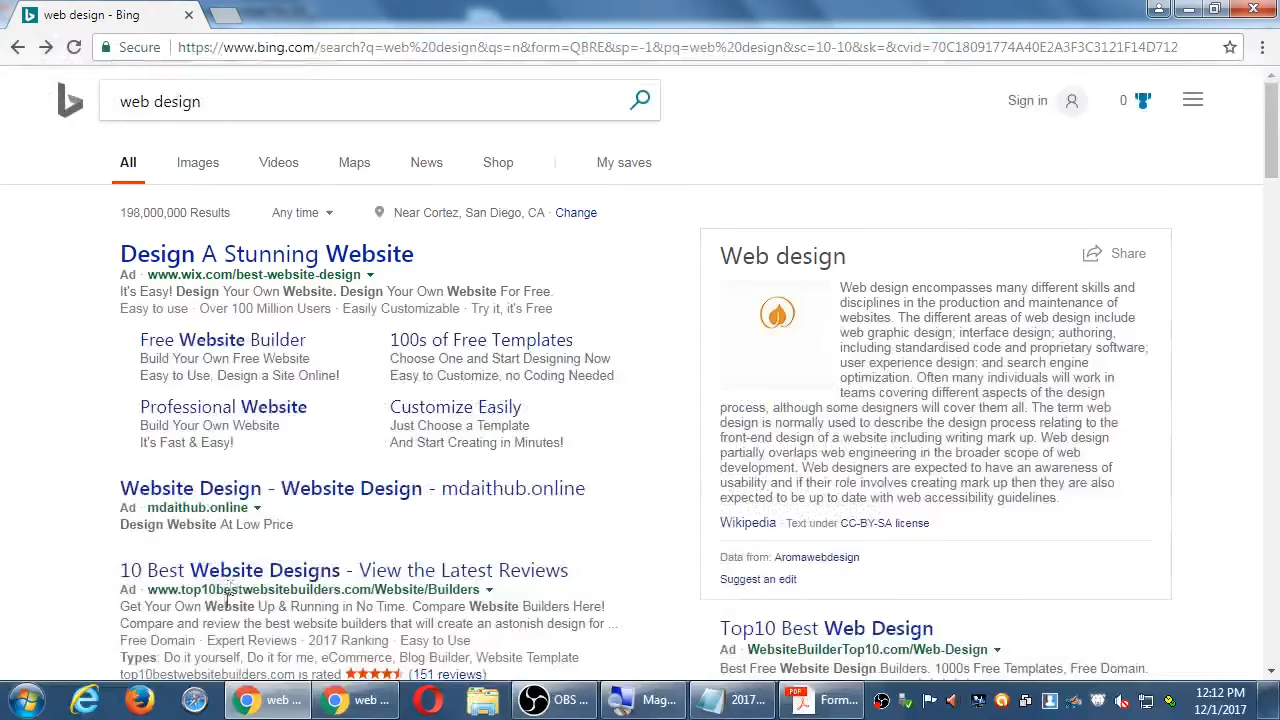 web design - Bing
Secure https://www.bing.com/search?q=web%20design&qs=n&form=QBRE&sp=-1&pq=web%20design&sc=10-10&sk=&cvid=70C18091774A40E2A3F3C3121F14D712
web design
Sign in
0
All Images Videos Maps News Shop My saves
198,000,000 Results Any time Near Cortez, San Diego, CA · Change
Design A Stunning Website
Ad · www.wix.com/best-website-design
It's Easy! Design Your Own Website. Design Your Own Website For Free.
Easy to use · Over 100 Million Users · Easily Customizable · Try it, it's Free
Free Website Builder
Build Your Own Free Website
Easy to Use, Design a Site Online!
100s of Free Templates
Choose One and Start Designing Now
Easy to Customize, no Coding Needed
Professional Website
Build Your Own Website
It's Fast & Easy!
Customize Easily
Just Choose a Template
And Start Creating in Minutes!
Website Design - Website Design - mdaithub.online
Ad · mdaithub.online
Design Website At Low Price
10 Best Website Designs - View the Latest Reviews
Ad · www.top10bestwebsitebuilders.com/Website/Builders
Get Your Own Website Up & Running in No Time. Compare Website Builders Here!
Compare and review the best website builders that will create an astonish design for ...
Free Domain · Expert Reviews · 2017 Ranking · Easy to Use
Types: Do it yourself, Do it for me, eCommerce, Blog Builder, Website Template
top10bestwebsitebuilders.com is rated (151 reviews)
Web design
Share
Web design encompasses many different skills and
disciplines in the production and maintenance of
websites. The different areas of web design include
web graphic design; interface design; authoring,
including standardised code and proprietary software;
user experience design; and search engine
optimization. Often many individuals will work in
teams covering different aspects of the design
process, although some designers will cover them all. The term web
design is normally used to describe the design process relating to the
front-end design of a website including writing mark up. Web design
partially overlaps web engineering in the broader scope of web
development. Web designers are expected to have an awareness of
usability and if their role involves creating mark up then they are also
expected to be up to date with web accessibility guidelines.
Wikipedia · Text under CC-BY-SA license
Data from: Aromawebdesign
Suggest an edit
Top10 Best Web Design
Ad · WebsiteBuilderTop10.com/Web-Design
Best Free Website Design Builders. 1000s Free Templates, Free Domain.
web ...
web ...
OBS ...
Mag...
2017...
PDF
Form...
12:12 PM
12/1/2017